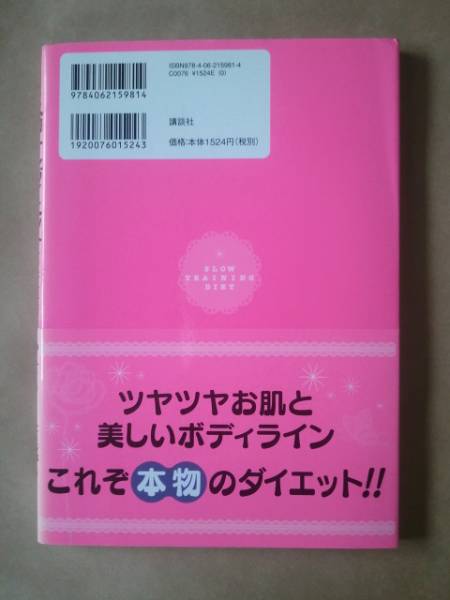 ISBN978-4-06-215981-4
C0076 ¥1524E (0)
9784062159814
講談社
1920076015243
価格:本体1524円(税別)
SLOW
TRAINING
DIET
ツヤツヤお肌と
美しいボディライン
これぞ本物のダイエット!!